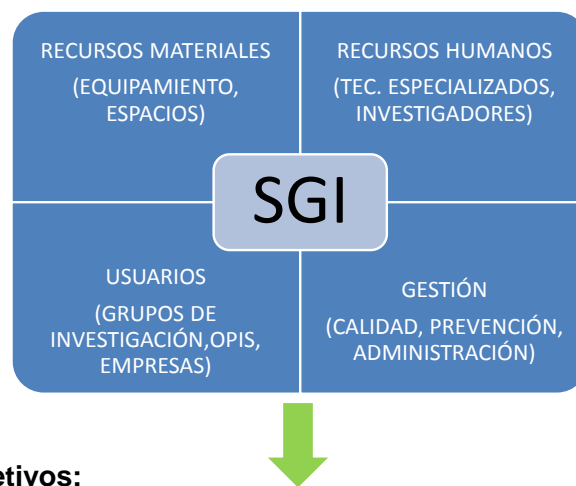 RECURSOS MATERIALES
(EQUIPAMIENTO,
ESPACIOS)
RECURSOS HUMANOS
(TEC. ESPECIALIZADOS,
INVESTIGADORES)
SGI
USUARIOS
(GRUPOS DE
INVESTIGACIÓN,OPIS,
EMPRESAS)
GESTIÓN
(CALIDAD, PREVENCIÓN,
ADMINISTRACIÓN)
etivos: